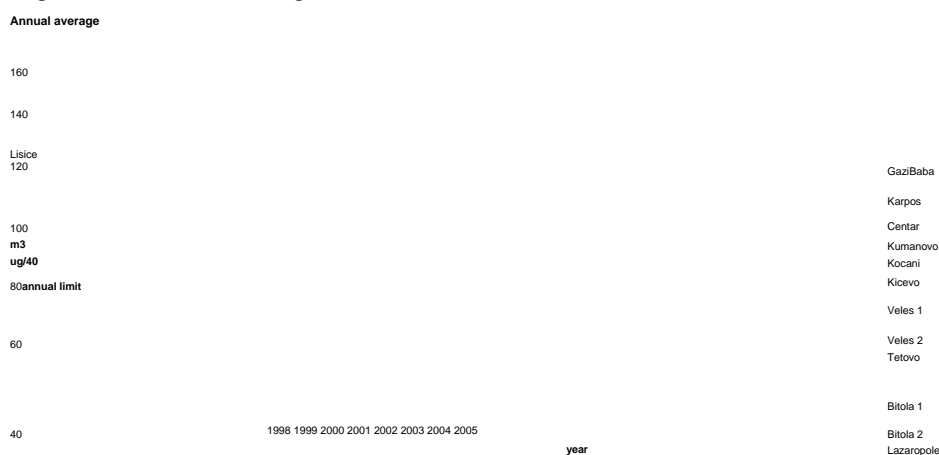 Annual average
160
140
Lisice
120
GaziBaba
Karpos
100
Centar
m3
Kumanovo
ug/40
Kocani
80annual limit
Kicevo
Veles 1
60
Veles 2
Tetovo
Bitola 1
40
1998 1999 2000 2001 2002 2003 2004 2005
Bitola 2
year
Lazaropole